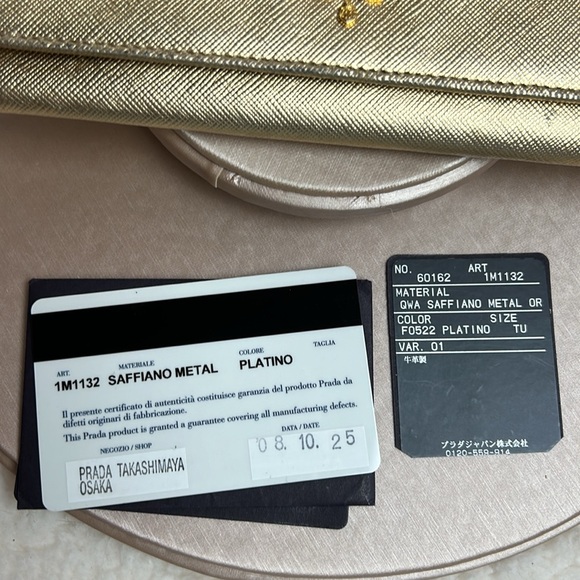 ART. MATERIALE COLORE TAGLIA
1M1132 SAFFIANO METAL PLATINO
Il presente certificato di autenticità costituisce garanzia del prodotto Prada da
difetti originari di fabbricazione.
This Prada product is granted a guarantee covering all manufacturing defects.
NEGOZIO / SHOP DATA / DATE
PRADA TAKASHIMAYA
OSAKA
'08.10.25
NO. ART
60162 1M1132
MATERIAL
QWA SAFFIANO METAL OR
COLOR SIZE
F0522 PLATINO TU
VAR. 01
牛革製
プラダジャパン株式会社
0120-559-914